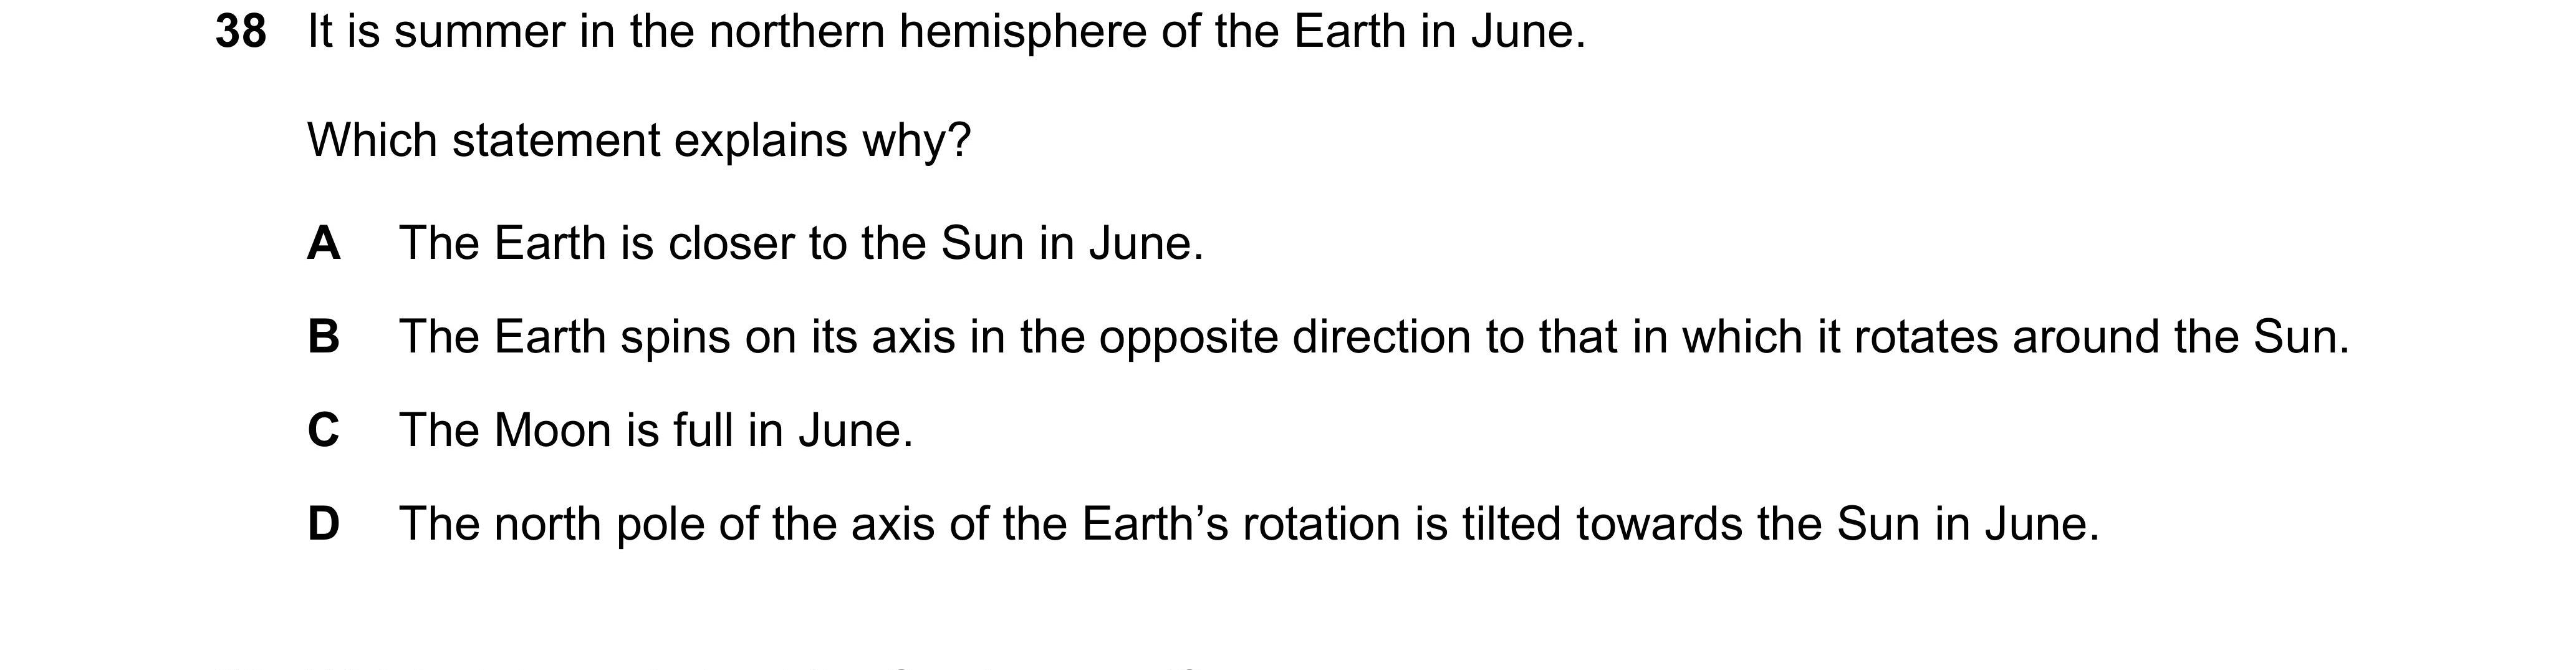 38 It is summer in the northern hemisphere of the Earth in June.
Which statement explains why?
A The Earth is closer to the Sun in June.
B The Earth spins on its axis in the opposite direction to that in which it rotates around the Sun.
C The Moon is full in June.
D The north pole of the axis of the Earth’s rotation is tilted towards the Sun in June.